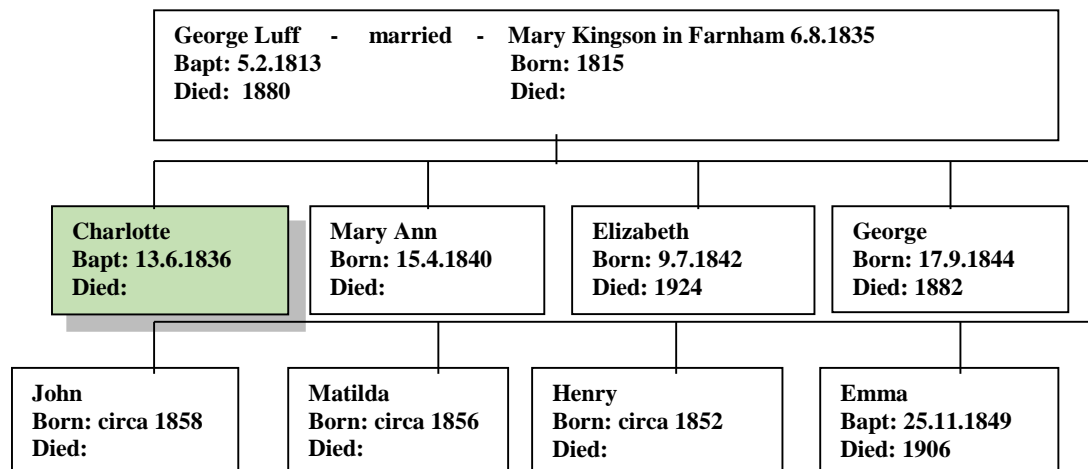 George Luff - married - Mary Kingson in Farnham 6.8.1835
Bapt: 5.2.1813 Born: 1815
Died: 1880 Died:
Charlotte
Bapt: 13.6.1836
Died:
Mary Ann
Born: 15.4.1840
Died:
Elizabeth
Born: 9.7.1842
Died: 1924
George
Born: 17.9.1844
Died: 1882
John
Born: circa 1858
Died:
Matilda
Born: circa 1856
Died:
Henry
Born: circa 1852
Died:
Emma
Bapt: 25.11.1849
Died: 1906